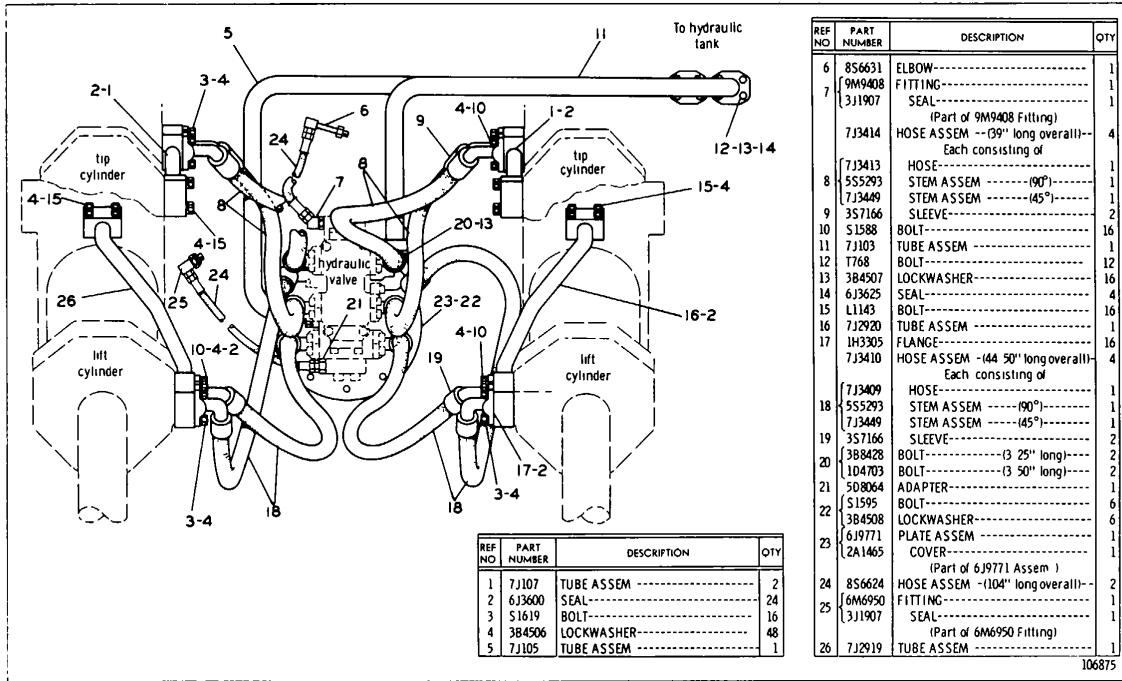 5
11
To hydraulic
tank
3-4
2-1
6
4-10
1-2
9
24
8
12-13-14
tip
cylinder
tip
cylinder
7
15-4
4-15
8
4-15
20-13
hydraulic
valve
24
25
26
21
23-22
16-2
10-4-2
4-10
lift
cylinder
19
lift
cylinder
17-2
3-4
3-4
18
18
REF NO PART NUMBER DESCRIPTION QTY
1 7J107 TUBE ASSEM -------------------- 2
2 6J3600 SEAL-------------------------- 24
3 S1619 BOLT-------------------------- 16
4 3B4506 LOCKWASHER-------------------- 48
5 7J105 TUBE ASSEM -------------------- 1
REF NO PART NUMBER DESCRIPTION QTY
6 8S6631 ELBOW-------------------------- 1
7 9M9408 FITTING------------------------ 1
3J1907 SEAL------------------------ 1
(Part of 9M9408 Fitting)
7J3414 HOSE ASSEM --(39" long overall)-- 4
Each consisting of
7J3413 HOSE------------------------ 1
8 5S5293 STEM ASSEM ------(90°)------- 1
7J3449 STEM ASSEM ------(45°)------- 1
9 3S7166 SLEEVE---------------------- 2
10 S1588 BOLT--------------------------- 16
11 7J103 TUBE ASSEM -------------------- 1
12 T768 BOLT--------------------------- 12
13 3B4507 LOCKWASHER--------------------- 16
14 6J3625 SEAL--------------------------- 4
15 L1143 BOLT--------------------------- 16
16 7J2920 TUBE ASSEM--------------------- 1
17 1H3305 FLANGE------------------------- 16
7J3410 HOSE ASSEM -(44 50" long overall)- 4
Each consisting of
7J3409 HOSE------------------------ 1
18 5S5293 STEM ASSEM -----(90°)-------- 1
7J3449 STEM ASSEM -----(45°)-------- 1
19 3S7166 SLEEVE---------------------- 2
20 3B8428 BOLT-----------(3 25" long)---- 2
1D4703 BOLT-----------(3 50" long)---- 2
21 5D8064 ADAPTER------------------------ 1
22 S1595 BOLT--------------------------- 6
3B4508 LOCKWASHER--------------------- 6
23 6J9771 PLATE ASSEM ------------------- 1
2A1465 COVER----------------------- 1
(Part of 6J9771 Assem )
24 8S6624 HOSE ASSEM -(104" long overall)-- 2
25 6M6950 FITTING------------------------ 1
3J1907 SEAL------------------------ 1
(Part of 6M6950 Fitting)
26 7J2919 TUBE ASSEM--------------------- 1
106875